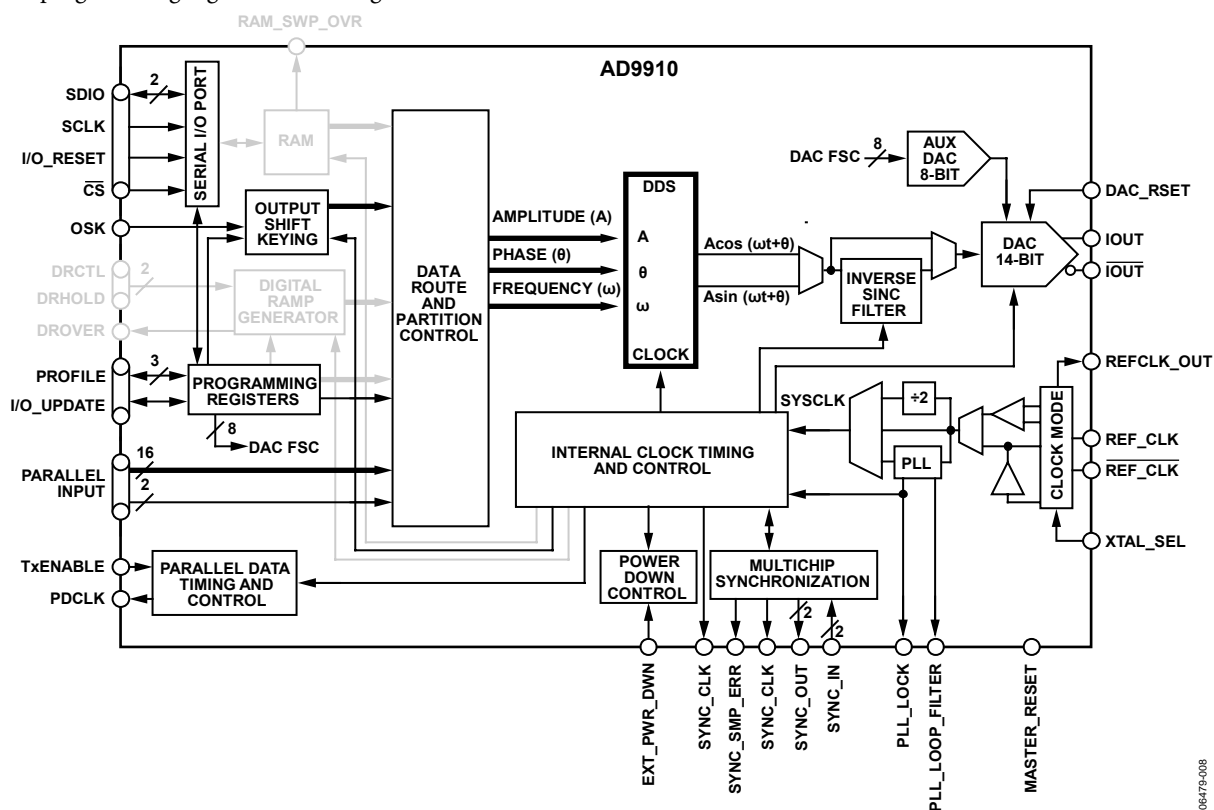 RAM_SWP_OVR
AD9910
SDIO
2
SCLK
I/O_RESET
CS
SERIAL I/O PORT
RAM
OSK
OUTPUT
SHIFT
KEYING
DRCTL
2
DRHOLD
DROVER
DIGITAL
RAMP
GENERATOR
PROFILE
3
I/O_UPDATE
PROGRAMMING
REGISTERS
8
DAC FSC
PARALLEL
INPUT
16
2
TxENABLE
PDCLK
PARALLEL DATA
TIMING AND
CONTROL
DATA
ROUTE
AND
PARTITION
CONTROL
AMPLITUDE (A)
PHASE (θ)
FREQUENCY (ω)
DDS
A
θ
ω
CLOCK
Acos (ωt+θ)
Asin (ωt+θ)
INVERSE
SINC
FILTER
DAC FSC
8
AUX
DAC
8-BIT
DAC
14-BIT
DAC_RSET
IOUT
IOUT
REFCLK_OUT
REF_CLK
REF_CLK
XTAL_SEL
CLOCK MODE
SYSCLK
÷2
PLL
INTERNAL CLOCK TIMING
AND CONTROL
POWER
DOWN
CONTROL
MULTICHIP
SYNCHRONIZATION
2
2
EXT_PWR_DWN
SYNC_CLK
SYNC_SMP_ERR
SYNC_CLK
SYNC_OUT
SYNC_IN
PLL_LOCK
PLL_LOOP_FILTER
MASTER_RESET
06479-008